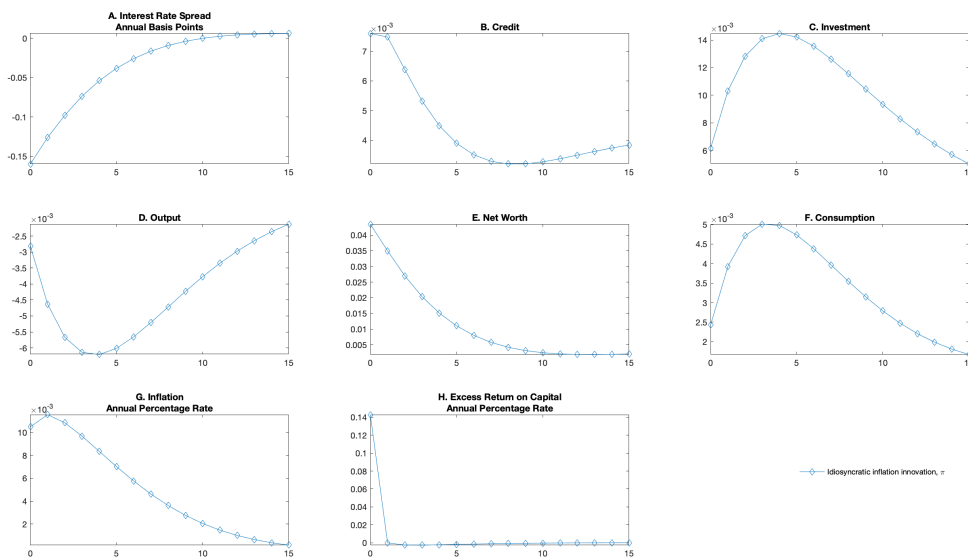 A. Interest Rate Spread
Annual Basis Points
0
-0.05
-0.1
-0.15
0 5 10 15
B. Credit
×10⁻³
7
6
5
4
0 5 10 15
C. Investment
×10⁻³
14
12
10
8
6
0 5 10 15
D. Output
×10⁻³
-2.5
-3
-3.5
-4
-4.5
-5
-5.5
-6
0 5 10 15
E. Net Worth
0.04
0.035
0.03
0.025
0.02
0.015
0.01
0.005
0 5 10 15
F. Consumption
×10⁻³
5
4.5
4
3.5
3
2.5
2
0 5 10 15
G. Inflation
Annual Percentage Rate
×10⁻³
10
8
6
4
2
0 5 10 15
H. Excess Return on Capital
Annual Percentage Rate
0.14
0.12
0.1
0.08
0.06
0.04
0.02
0
0 5 10 15
Idiosyncratic inflation innovation, π